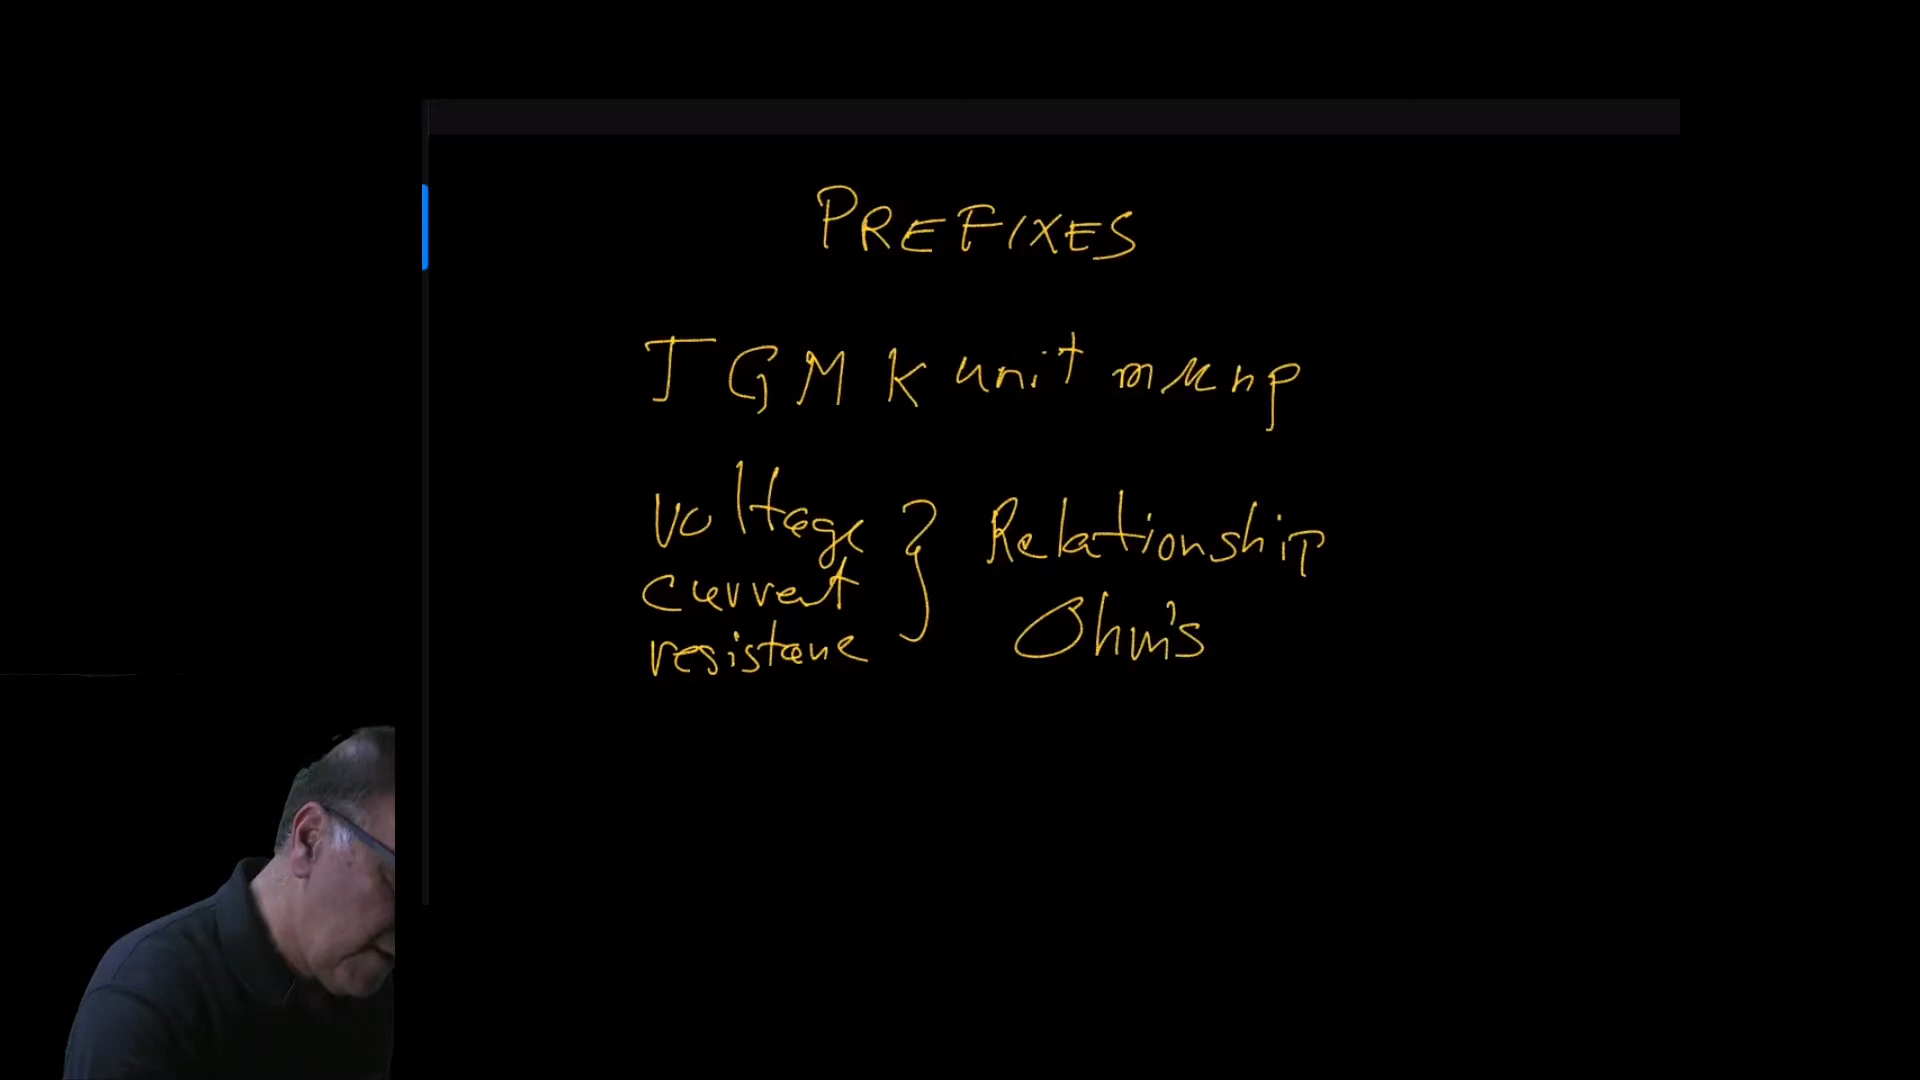 PREFIXES
T G M K unit m μ n p
voltage
current
resistance
} Relationship
Ohm's